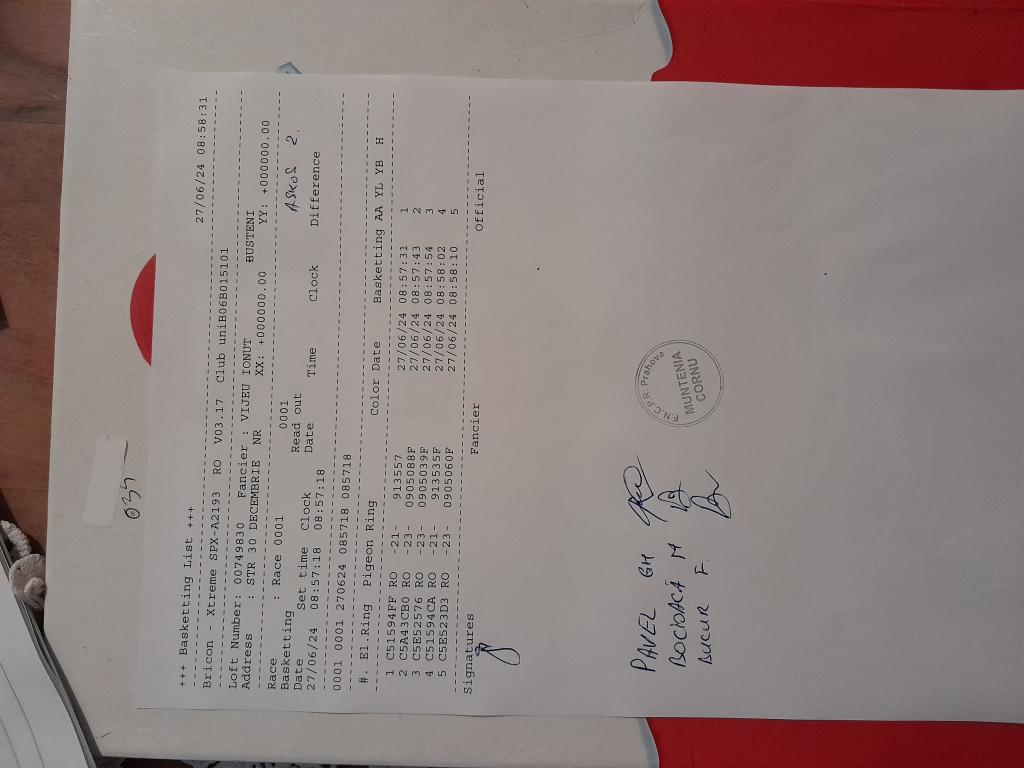 034
+++ Basketting List +++
27/06/24 08:58:31
Bricon - Xtreme SPX-A2193 RO V03.17 Club uniB06B015101
Loft Number: 00749830 Fancier : VIJEU IONUT
Address : STR 30 DECEMBRIE NR BUSTENI
XX: +000000.00 YY: +000000.00
Race : Race 0001
Basketting 0001
2
Date Set time Clock Read out Date Time Clock Difference
27/06/24 08:57:18 08:57:18
0001 0001 270624 085718 085718
#. El.Ring Pigeon Ring Color Date Basketting AA YL YB H
1 C51594FF RO -21- 913557 27/06/24 08:57:31 1
2 C5A43CB0 RO -23- 0905088F 27/06/24 08:57:43 2
3 C5E52576 RO -23- 0905039F 27/06/24 08:57:54 3
4 C51594CA RO -21- 913535F 27/06/24 08:58:02 4
5 C5E523D3 RO -23- 0905060F 27/06/24 08:58:10 5
Signatures Fancier Official
PAVEL GH
BOCIOACĂ M
BUCUR F
F.N.C.P.R Prahova
MUNTENIA
CORNU